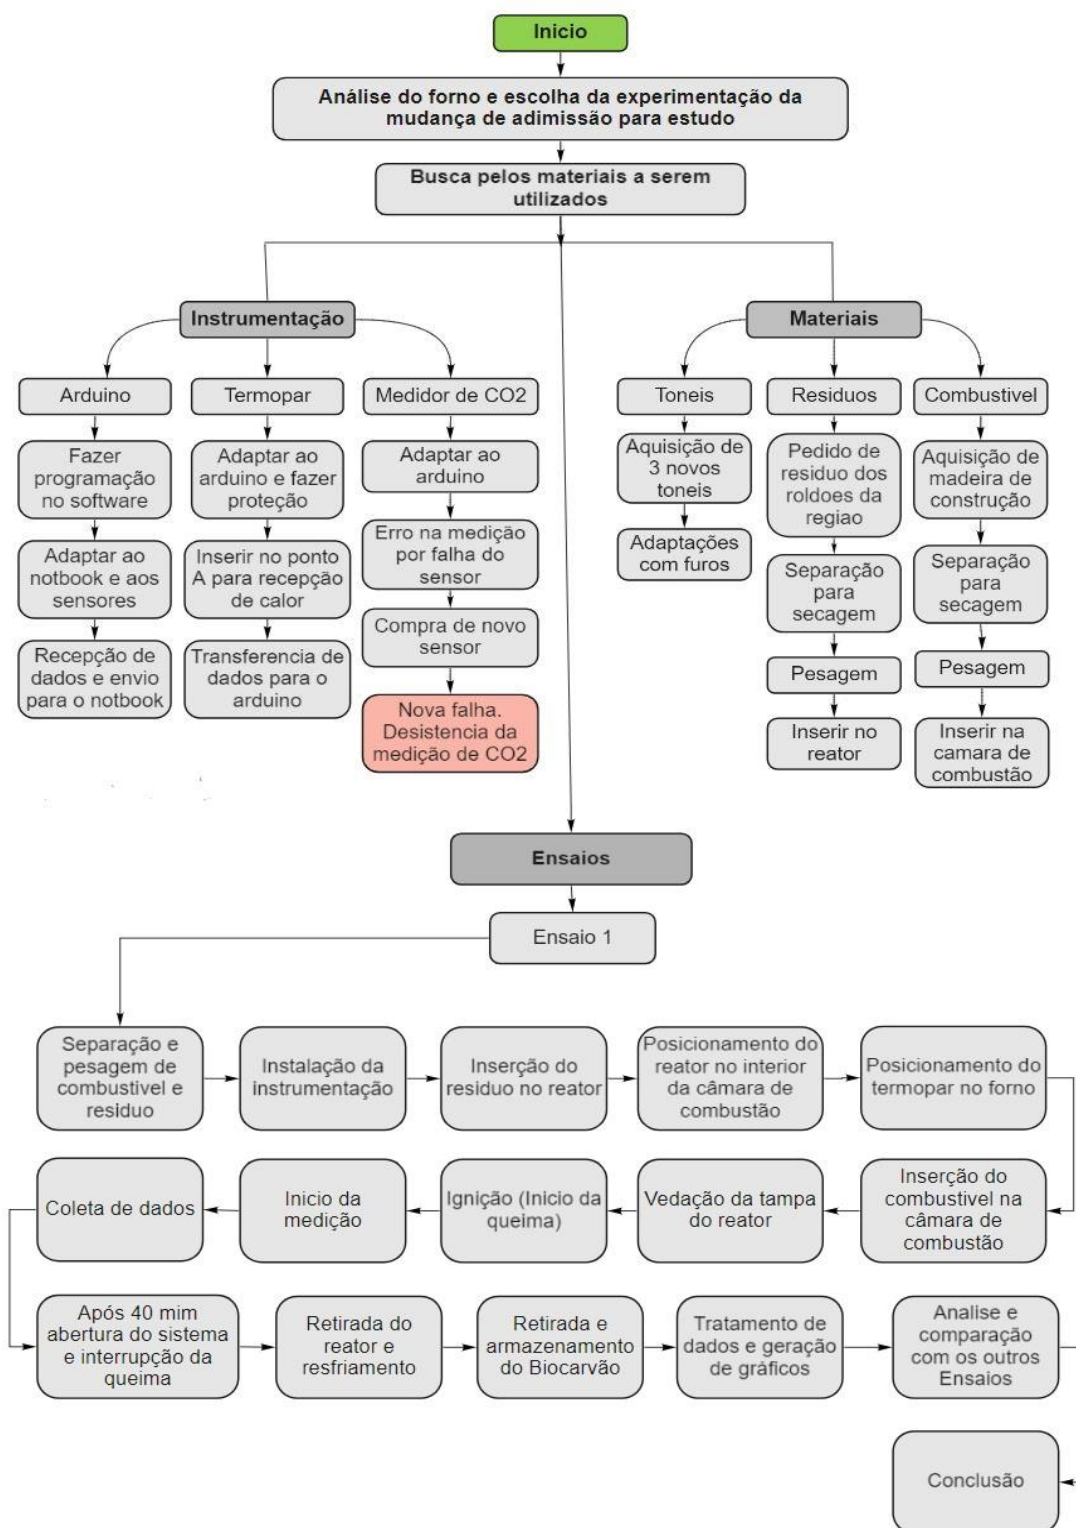 Inicio
Análise do forno e escolha da experimentação da
mudança de adimissão para estudo
Busca pelos materiais a serem
utilizados
Instrumentação
Arduino
Fazer
programação
no software
Adaptar ao
notbook e aos
sensores
Recepção de
dados e envio
para o notbook
Termopar
Adaptar ao
arduino e fazer
proteção
Inserir no ponto
A para recepção
de calor
Transferencia de
dados para o
arduino
Medidor de CO2
Adaptar ao
arduino
Erro na medição
por falha do
sensor
Compra de novo
sensor
Nova falha.
Desistencia da
medição de CO2
Materiais
Toneis
Aquisição de
3 novos
toneis
Adaptações
com furos
Residuos
Pedido de
residuo dos
roldoes da
regiao
Separação
para
secagem
Pesagem
Inserir no
reator
Combustivel
Aquisição de
madeira de
construção
Separação
para
secagem
Pesagem
Inserir na
camara de
combustão
Ensaios
Ensaio 1
Separação e
pesagem de
combustivel e
residuo
Instalação da
instrumentação
Inserção do
residuo no reator
Posicionamento do
reator no interior
da câmara de
combustão
Posicionamento do
termopar no forno
Inserção do
combustivel na
câmara de
combustão
Vedação da tampa
do reator
Ignição (Inicio da
queima)
Inicio da
medição
Coleta de dados
Após 40 mim
abertura do sistema
e interrupção da
queima
Retirada do
reator e
resfriamento
Retirada e
armazenamento
do Biocarvão
Tratamento de
dados e geração
de gráficos
Analise e
comparação
com os outros
Ensaios
Conclusão